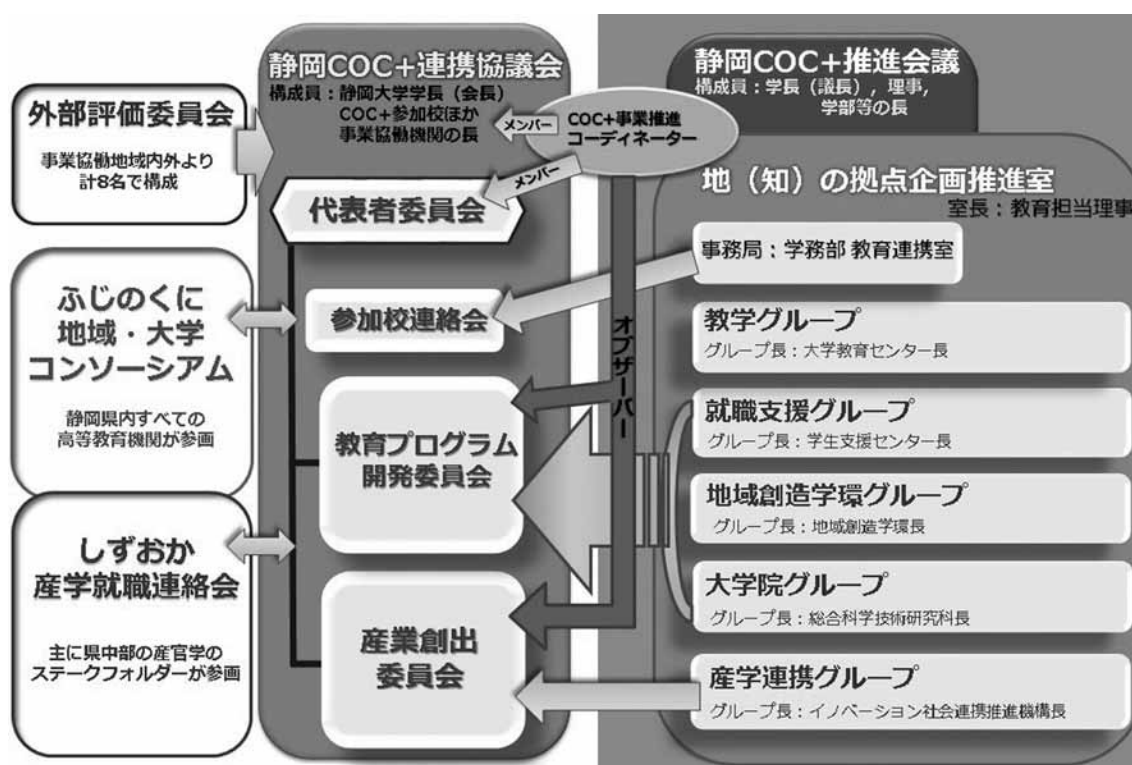 外部評価委員会
事業協働地域内外より
計8名で構成
ふじのくに
地域・大学
コンソーシアム
静岡県内すべての
高等教育機関が参画
しずおか
産学就職連絡会
主に県中部の産官学の
ステークフォルダーが参画
静岡COC+連携協議会
構成員：静岡大学学長（会長）
COC+参加校ほか
事業協働機関の長
メンバー
COC+事業推進
コーディネーター
メンバー
代表者委員会
参加校連絡会
教育プログラム
開発委員会
産業創出
委員会
オブザーバー
静岡COC+推進会議
構成員：学長（議長），理事，
学部等の長
地（知）の拠点企画推進室
室長：教育担当理事
事務局：学務部 教育連携室
教学グループ
グループ長：大学教育センター長
就職支援グループ
グループ長：学生支援センター長
地域創造学環グループ
グループ長：地域創造学環長
大学院グループ
グループ長：総合科学技術研究科長
産学連携グループ
グループ長：イノベーション社会連携推進機構長